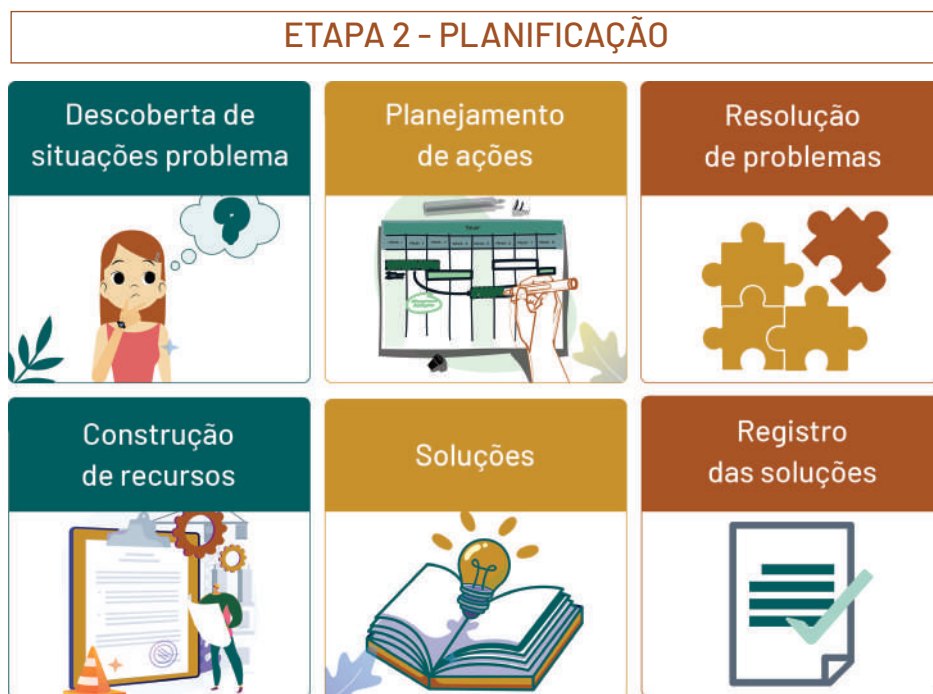 ETAPA 2 - PLANIFICAÇÃO
Descoberta de
situações problema
Planejamento
de ações
Resolução
de problemas
Construção
de recursos
Soluções
Registro
das soluções